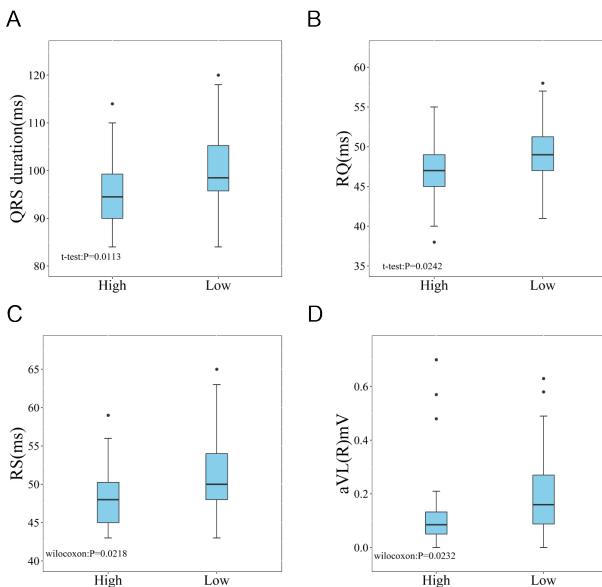 A
QRS duration(ms)
120
110
100
90
80
t-test:P=0.0113
High Low
B
RQ(ms)
60
55
50
45
40
35
t-test:P=0.0242
High Low
C
RS(ms)
65
60
55
50
45
40
wilocoxon:P=0.0218
High Low
D
aVL(R)mV
0.6
0.4
0.2
0.0
wilocoxon:P=0.0232
High Low